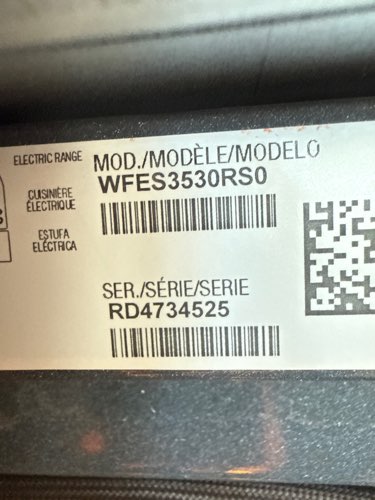 ELECTRIC RANGE
CUISINIÈRE
ÉLECTRIQUE
ESTUFA
ELÉCTRICA
MOD./MODÈLE/MODELO
WFES3530RS0
SER./SÉRIE/SERIE
RD4734525